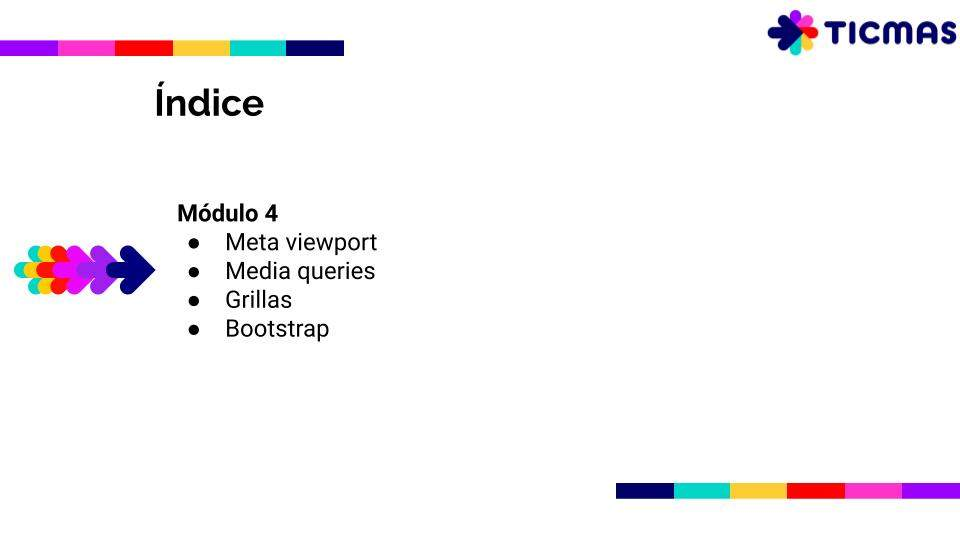 TICMAS
Índice
Módulo 4
● Meta viewport
● Media queries
● Grillas
● Bootstrap